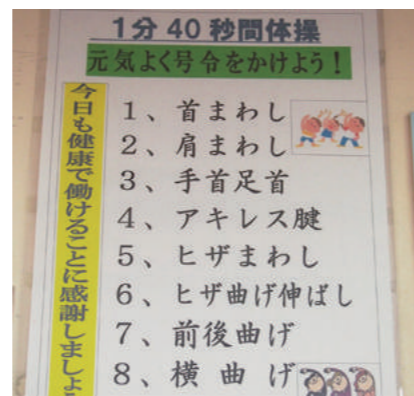 1分40秒間体操
元気よく号令をかけよう！
今日も健康で働けることに感謝しましょ
1、首まわし
2、肩まわし
3、手首足首
4、アキレス腱
5、ヒザまわし
6、ヒザ曲げ伸ばし
7、前後曲げ
8、横曲げ